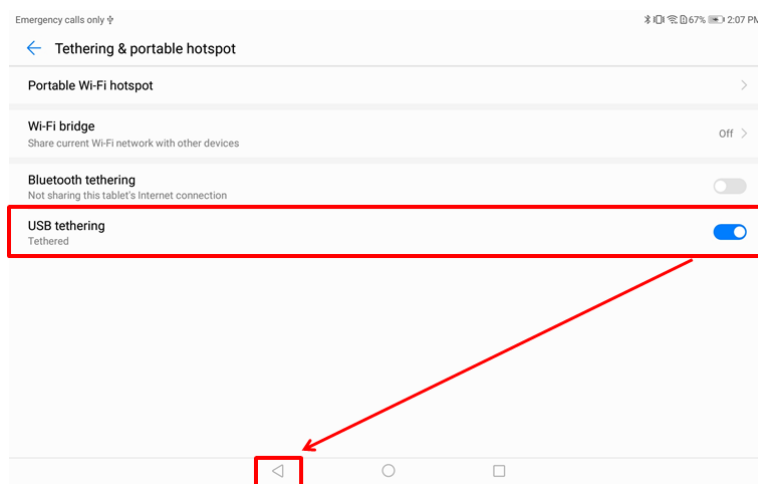 Emergency calls only
67% 2:07 PM
Tethering & portable hotspot
Portable Wi-Fi hotspot
Wi-Fi bridge
Share current Wi-Fi network with other devices
Off
Bluetooth tethering
Not sharing this tablet's Internet connection
USB tethering
Tethered